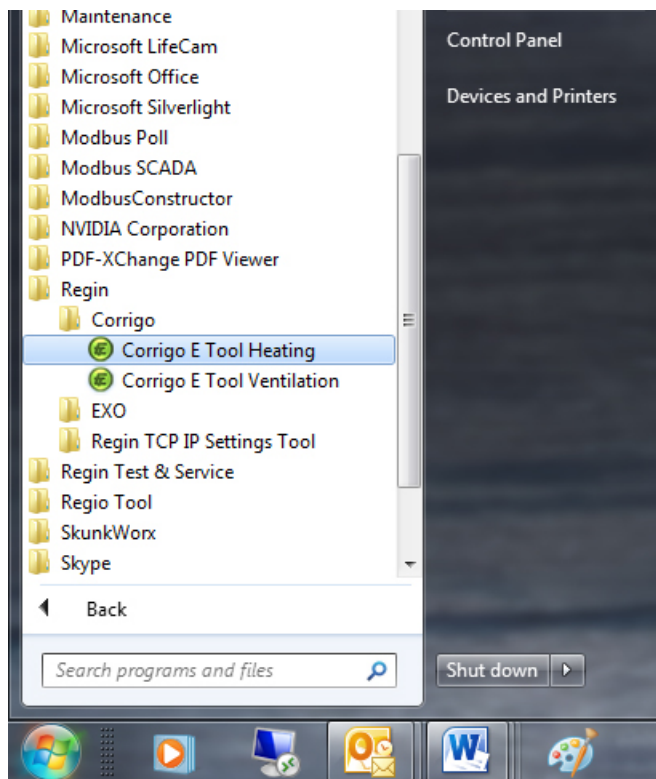 Maintenance
Microsoft LifeCam
Microsoft Office
Microsoft Silverlight
Modbus Poll
Modbus SCADA
ModbusConstructor
NVIDIA Corporation
PDF-XChange PDF Viewer
Regin
Corrigo
Corrigo E Tool Heating
Corrigo E Tool Ventilation
EXO
Regin TCP IP Settings Tool
Regin Test & Service
Regio Tool
SkunkWorx
Skype
Back
Search programs and files
Control Panel
Devices and Printers
Shut down